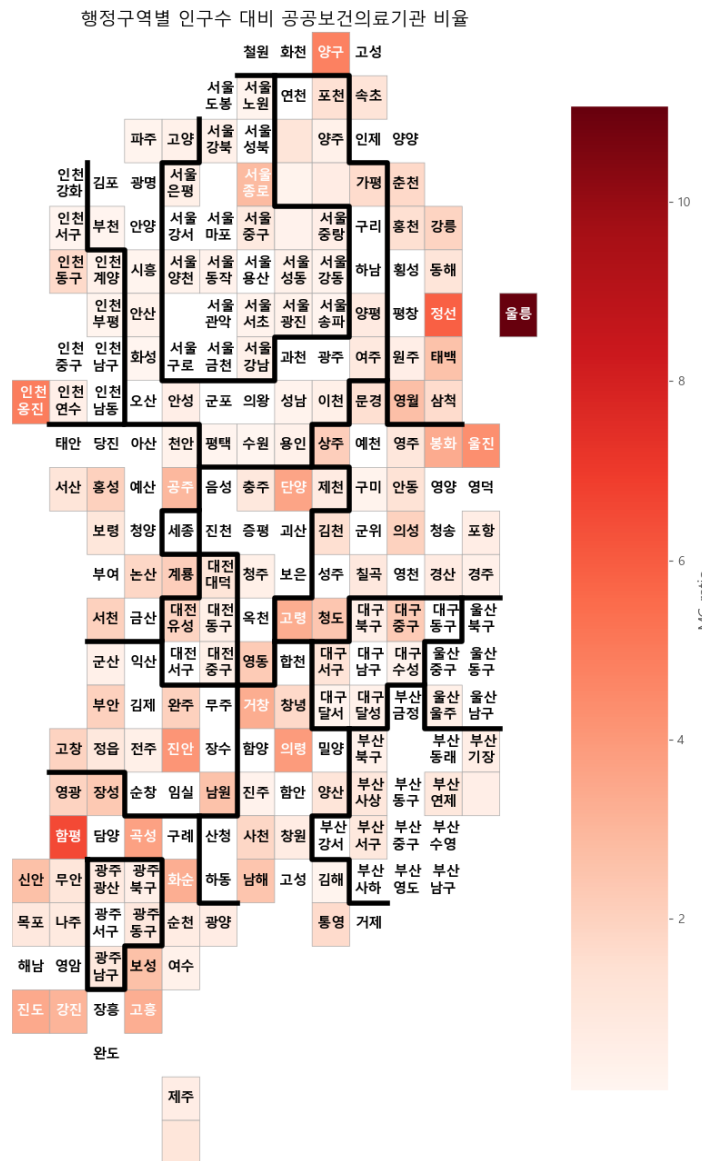 행정구역별 인구수 대비 공공보건의료기관 비율
철원 화천 양구 고성
서울 서울 연천 포천 속초
도봉 노원
파주 고양 서울 서울 양주 인제 양양
강북 성북
인천 김포 광명 서울 서울 가평 춘천
강화 은평 종로
인천 부천 안양 서울 서울 서울 서울 구리 홍천 강릉
서구 강서 마포 중구 중랑
인천 인천 시흥 서울 서울 서울 서울 서울 하남 횡성 동해
동구 계양 양천 동작 용산 성동 강동
인천 안산 서울 서울 서울 서울 양평 평창 정선 울릉
부평 관악 서초 광진 송파
인천 인천 화성 서울 서울 서울 과천 광주 여주 원주 태백
중구 남구 구로 금천 강남
인천 인천 인천 오산 안성 군포 의왕 성남 이천 문경 영월 삼척
옹진 연수 남동
태안 당진 아산 천안 평택 수원 용인 상주 예천 영주 봉화 울진
서산 홍성 예산 공주 음성 충주 단양 제천 구미 안동 영양 영덕
보령 청양 세종 진천 증평 괴산 김천 군위 의성 청송 포항
부여 논산 계룡 대전 청주 보은 성주 칠곡 영천 경산 경주
대덕
서천 금산 대전 대전 옥천 고령 청도 대구 대구 대구 울산
유성 동구 북구 중구 동구 북구
군산 익산 대전 대전 영동 합천 대구 대구 대구 울산 울산
서구 중구 서구 남구 수성 중구 동구
부안 김제 완주 무주 거창 창녕 대구 대구 부산 울산 울산
달서 달성 금정 울주 남구
고창 정읍 전주 진안 장수 함양 의령 밀양 부산 부산 부산
북구 동래 기장
영광 장성 순창 임실 남원 진주 함안 양산 부산 부산 부산
사상 동구 연제
함평 담양 곡성 구례 산청 사천 창원 부산 부산 부산 부산
강서 서구 중구 수영
신안 무안 광주 광주 화순 하동 남해 고성 김해 부산 부산 부산
광산 북구 사하 영도 남구
목포 나주 광주 광주 순천 광양 통영 거제
서구 동구
해남 영암 광주 보성 여수
남구
진도 강진 장흥 고흥
완도
제주
10
8
6
4
2